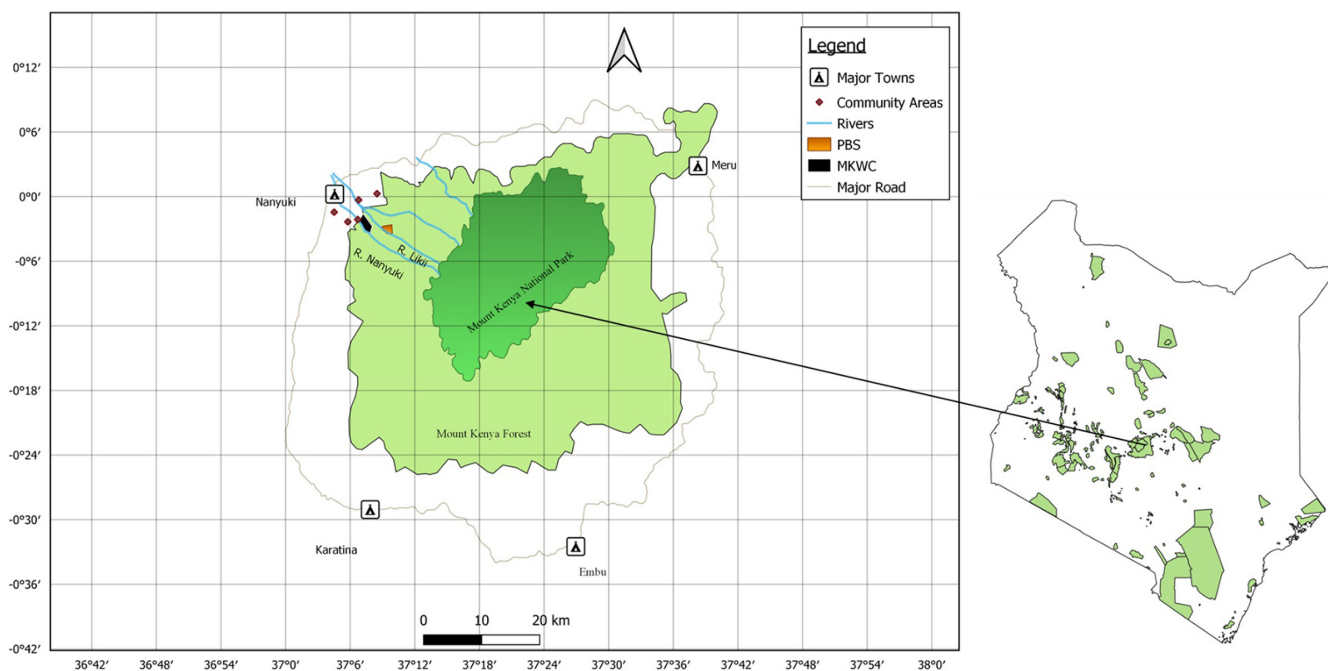 Legend
Major Towns
Community Areas
Rivers
PBS
MKWC
Major Road
0°12′
0°6′
0°0′
-0°6′
-0°12′
-0°18′
-0°24′
-0°30′
-0°36′
-0°42′
Meru
Nanyuki
R. Likii
R. Nanyuki
Mount Kenya National Park
Mount Kenya Forest
Karatina
Embu
0 10 20 km
36°42′ 36°48′ 36°54′ 37°0′ 37°6′ 37°12′ 37°18′ 37°24′ 37°30′ 37°36′ 37°42′ 37°48′ 37°54′ 38°0′